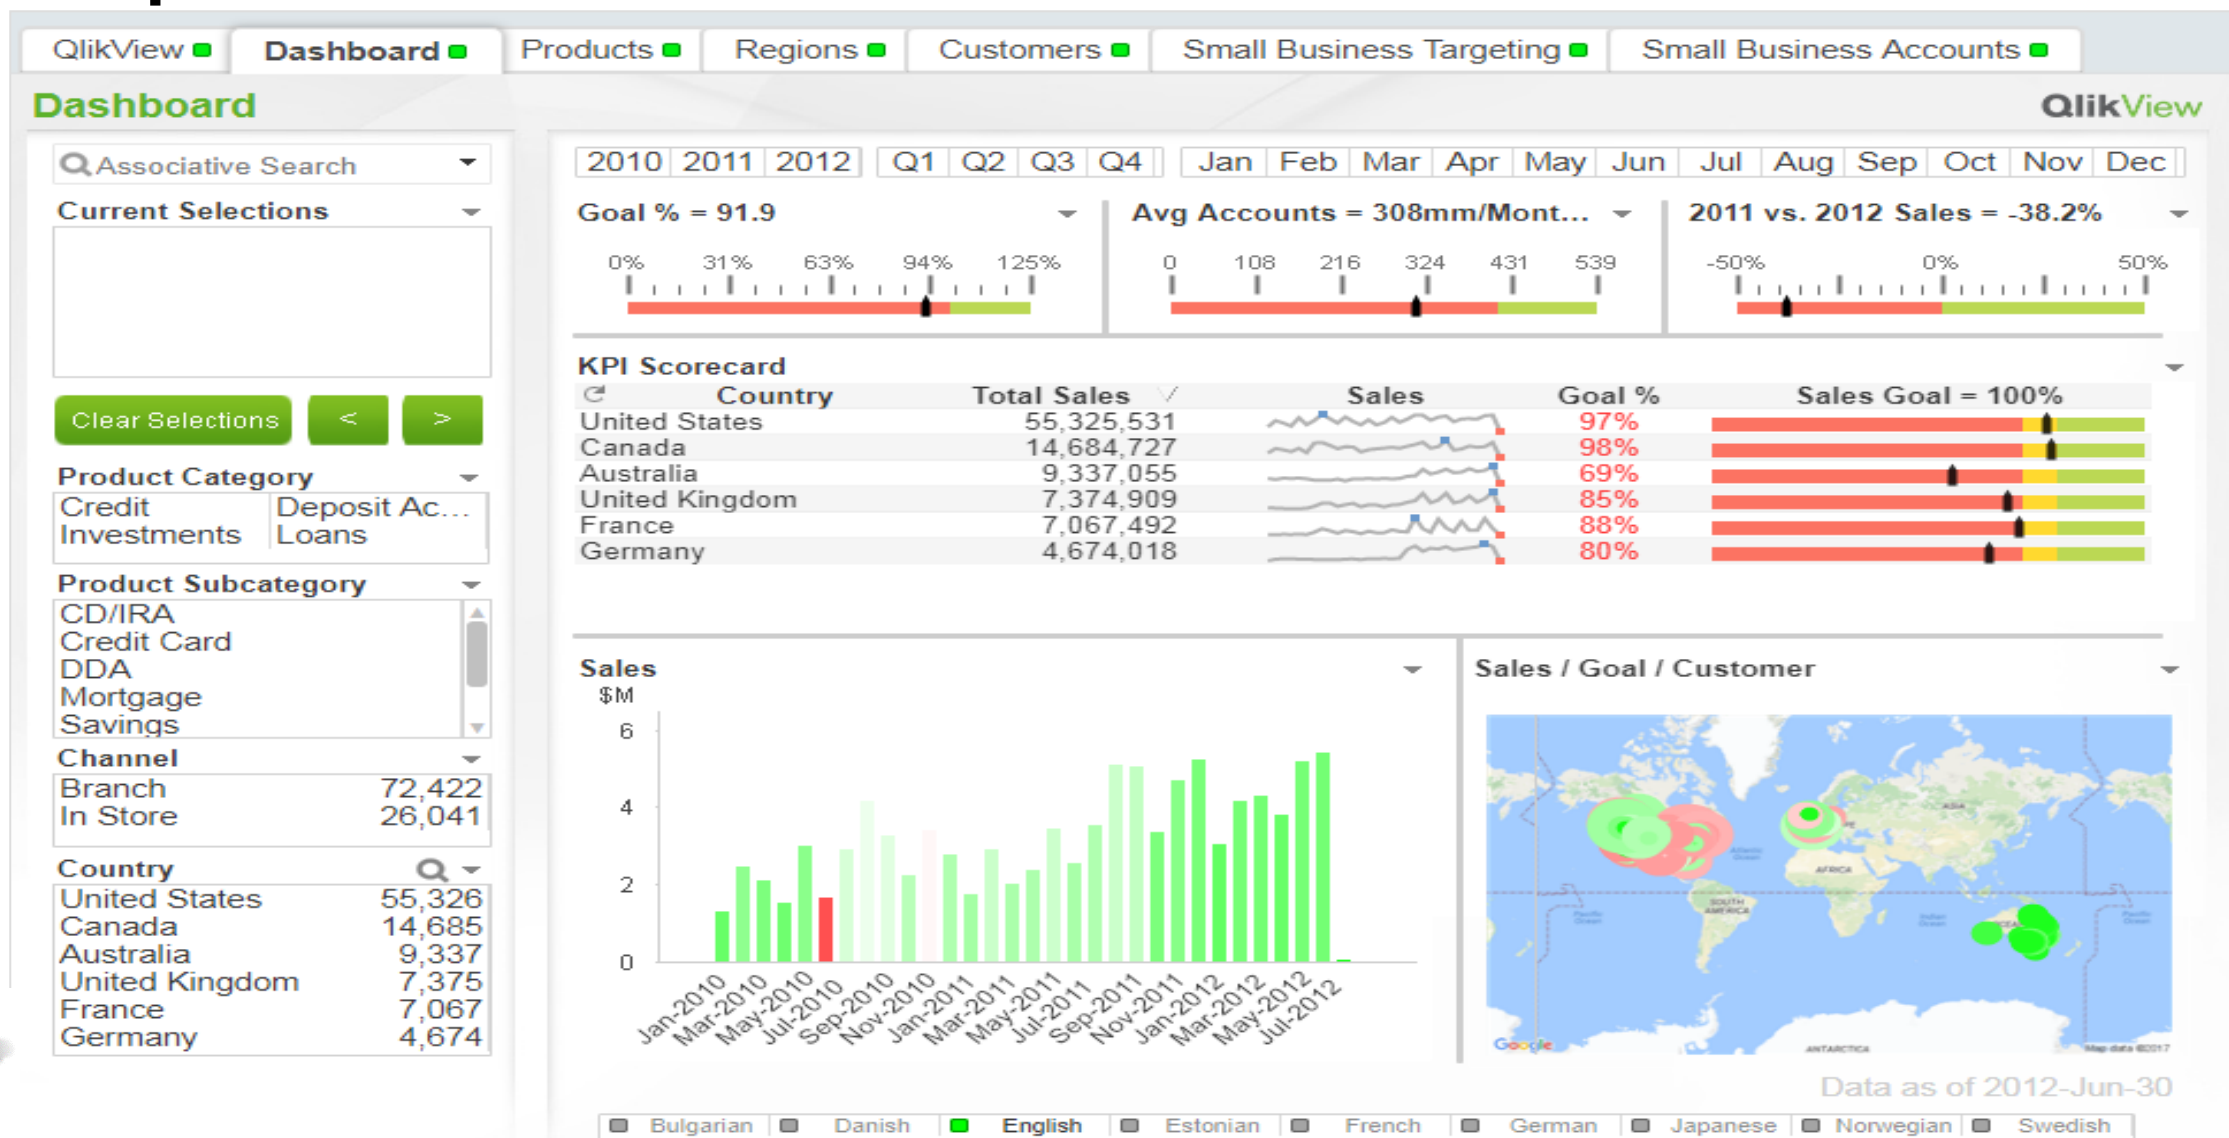 QlikView
Dashboard
Products
Regions
Customers
Small Business Targeting
Small Business Accounts
Dashboard
QlikView
Associative Search
Current Selections
Clear Selections < >
Product Category
Credit Deposit Ac...
Investments Loans
Product Subcategory
CD/IRA
Credit Card
DDA
Mortgage
Savings
Channel
Branch 72,422
In Store 26,041
Country
United States 55,326
Canada 14,685
Australia 9,337
United Kingdom 7,375
France 7,067
Germany 4,674
2010 2011 2012 Q1 Q2 Q3 Q4 Jan Feb Mar Apr May Jun Jul Aug Sep Oct Nov Dec
Goal % = 91.9
0% 31% 63% 94% 125%
Avg Accounts = 308mm/Mont...
0 108 216 324 431 539
2011 vs. 2012 Sales = -38.2%
-50% 0% 50%
KPI Scorecard
Country Total Sales Sales Goal % Sales Goal = 100%
United States 55,325,531 97%
Canada 14,684,727 98%
Australia 9,337,055 69%
United Kingdom 7,374,909 85%
France 7,067,492 88%
Germany 4,674,018 80%
Sales
$M
6
4
2
0
Jan-2010 Mar-2010 May-2010 Jul-2010 Sep-2010 Nov-2010 Jan-2011 Mar-2011 May-2011 Jul-2011 Sep-2011 Nov-2011 Jan-2012 Mar-2012 May-2012 Jul-2012
Sales / Goal / Customer
ASIA
Atlantic Ocean
AFRICA
SOUTH AMERICA
Pacific Ocean
Indian Ocean
Pacific Ocean
Google
ANTARCTICA
Map data ©2017
Data as of 2012-Jun-30
Bulgarian Danish English Estonian French German Japanese Norwegian Swedish